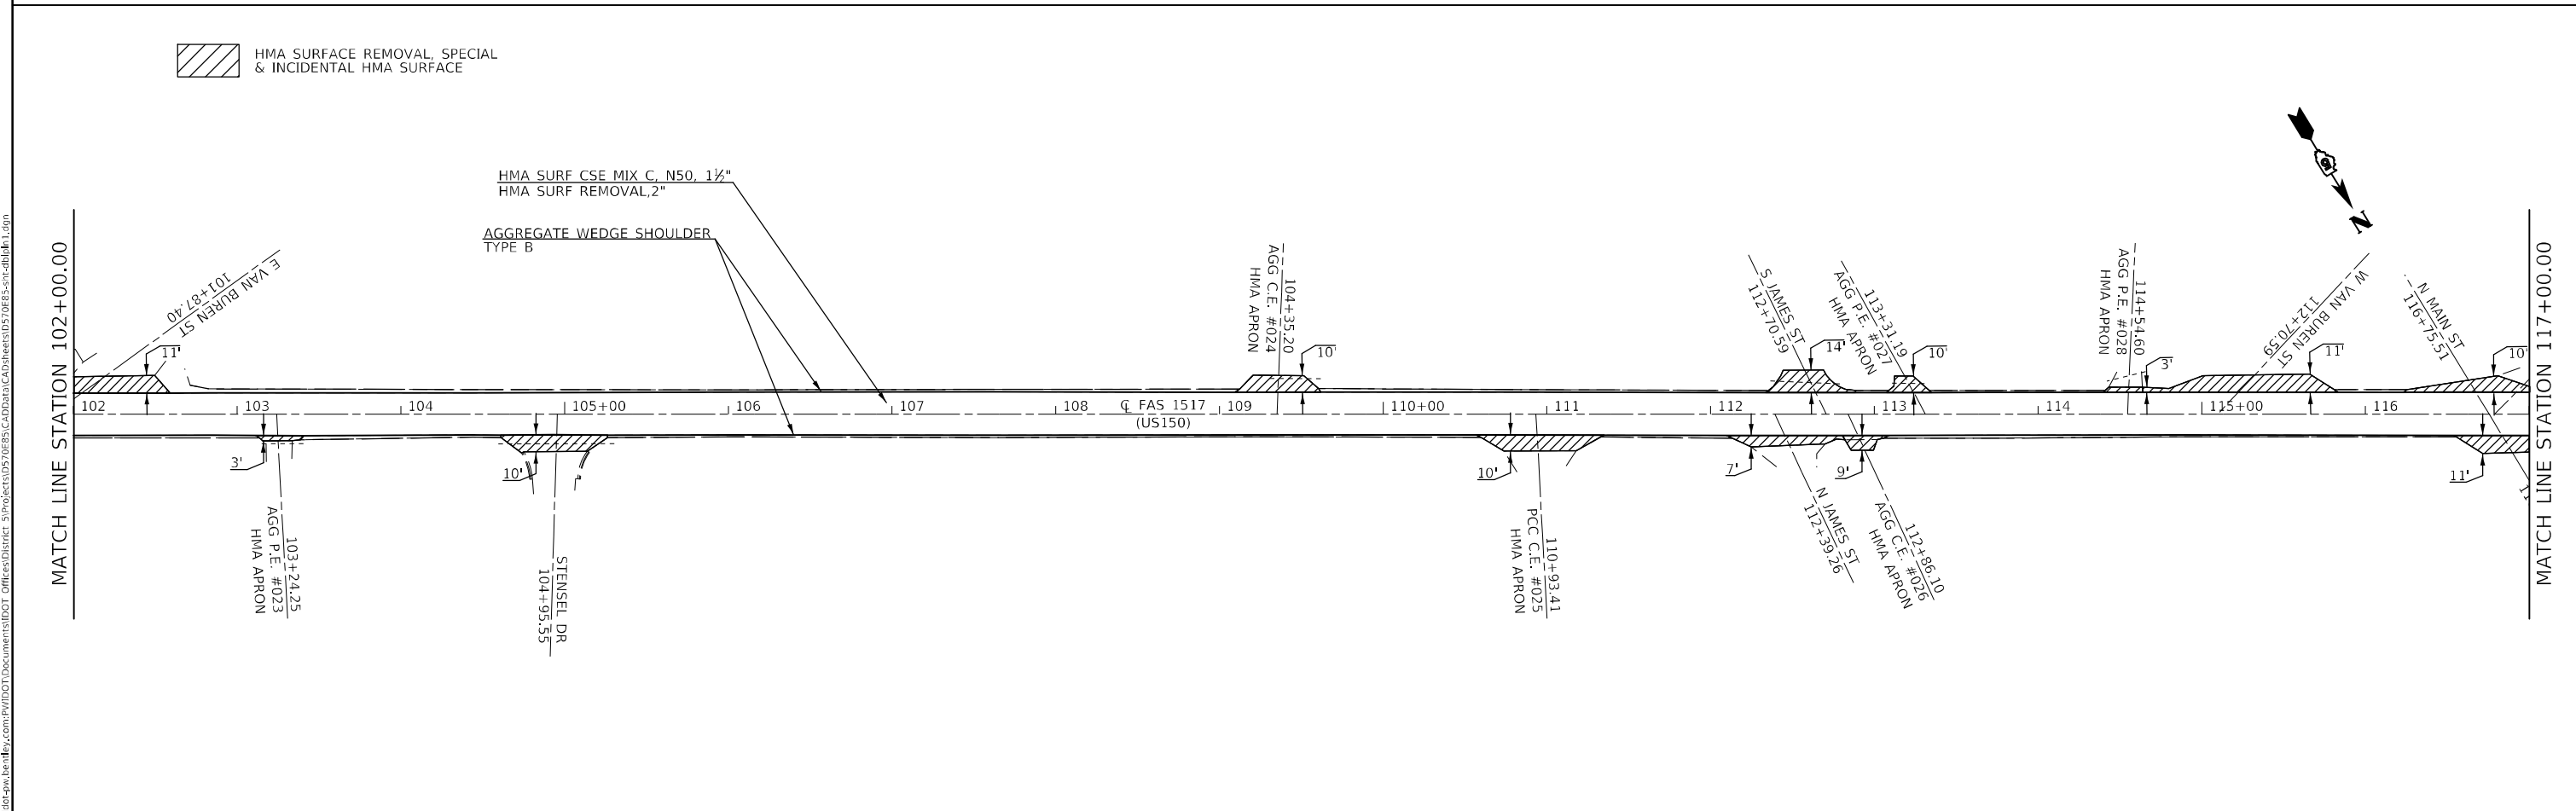 HMA SURFACE REMOVAL, SPECIAL
& INCIDENTAL HMA SURFACE
HMA SURF CSE MIX C, N50, 1½"
HMA SURF REMOVAL,2"
AGGREGATE WEDGE SHOULDER
TYPE B
MATCH LINE STATION 102+00.00
E VAN BUREN ST
101+87.40
11'
104+35.20
AGG C.E. #024
HMA APRON
10'
S JAMES ST
112+70.59
14'
113+31.19
AGG P.E. #027
HMA APRON
10'
114+54.60
AGG P.E. #028
HMA APRON
3'
W VAN BUREN ST
112+70.59
11'
N MAIN ST
116+75.51
10'
N
MATCH LINE STATION 117+00.00
102
103
104
105+00
106
107
108
℄ FAS 1517
(US150)
109
110+00
111
112
113
114
115+00
116
3'
103+24.25
AGG P.E. #023
HMA APRON
10'
STENSEL DR
104+95.55
10'
110+93.41
PCC C.E. #025
HMA APRON
7'
N JAMES ST
112+39.26
9'
112+86.10
AGG C.E. #026
HMA APRON
11'
11